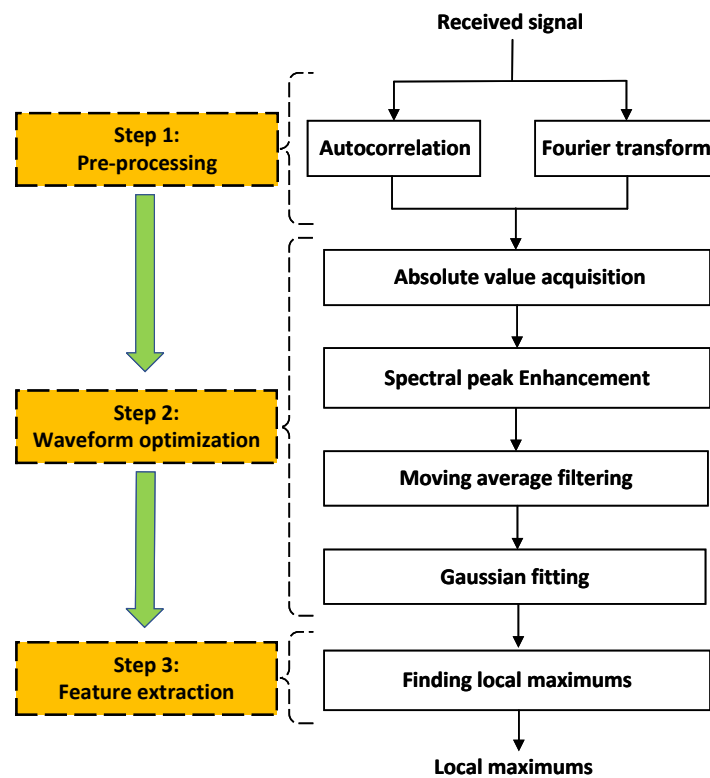 Received signal
Step 1:
Pre-processing
Autocorrelation
Fourier transform
Absolute value acquisition
Spectral peak Enhancement
Step 2:
Waveform optimization
Moving average filtering
Gaussian fitting
Step 3:
Feature extraction
Finding local maximums
Local maximums